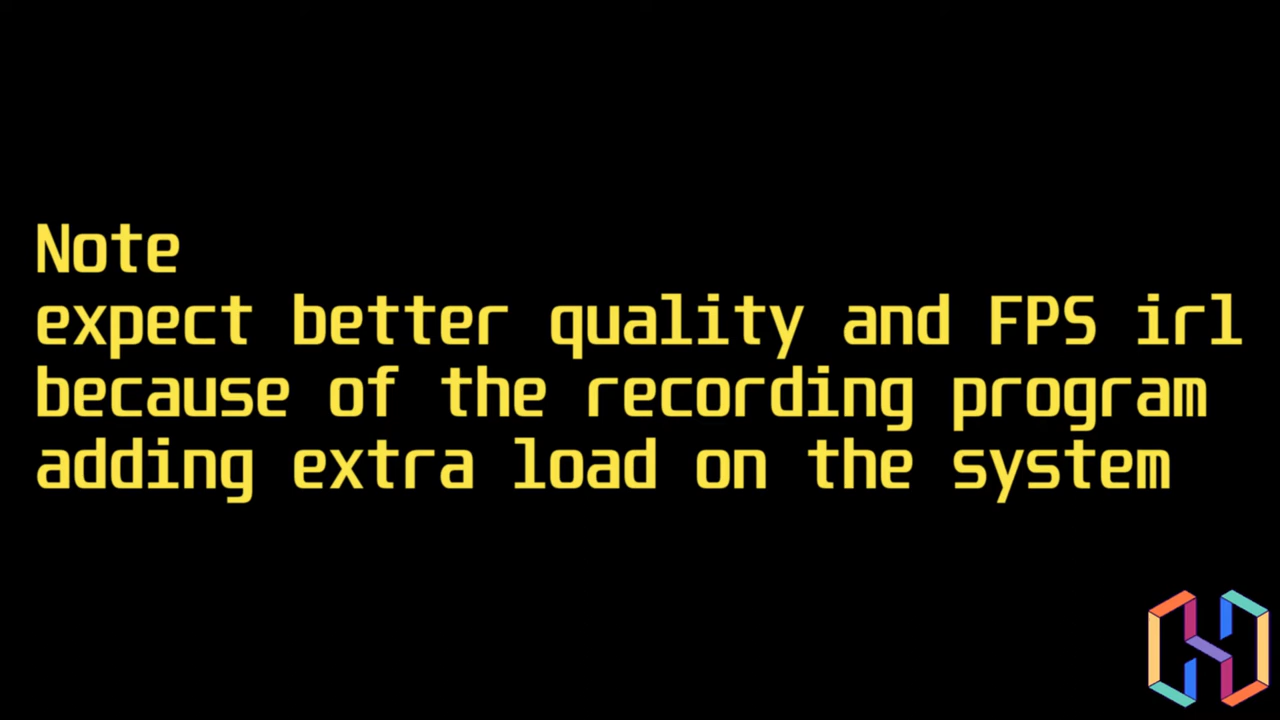 Note
expect better quality and FPS irl
because of the recording program
adding extra load on the system